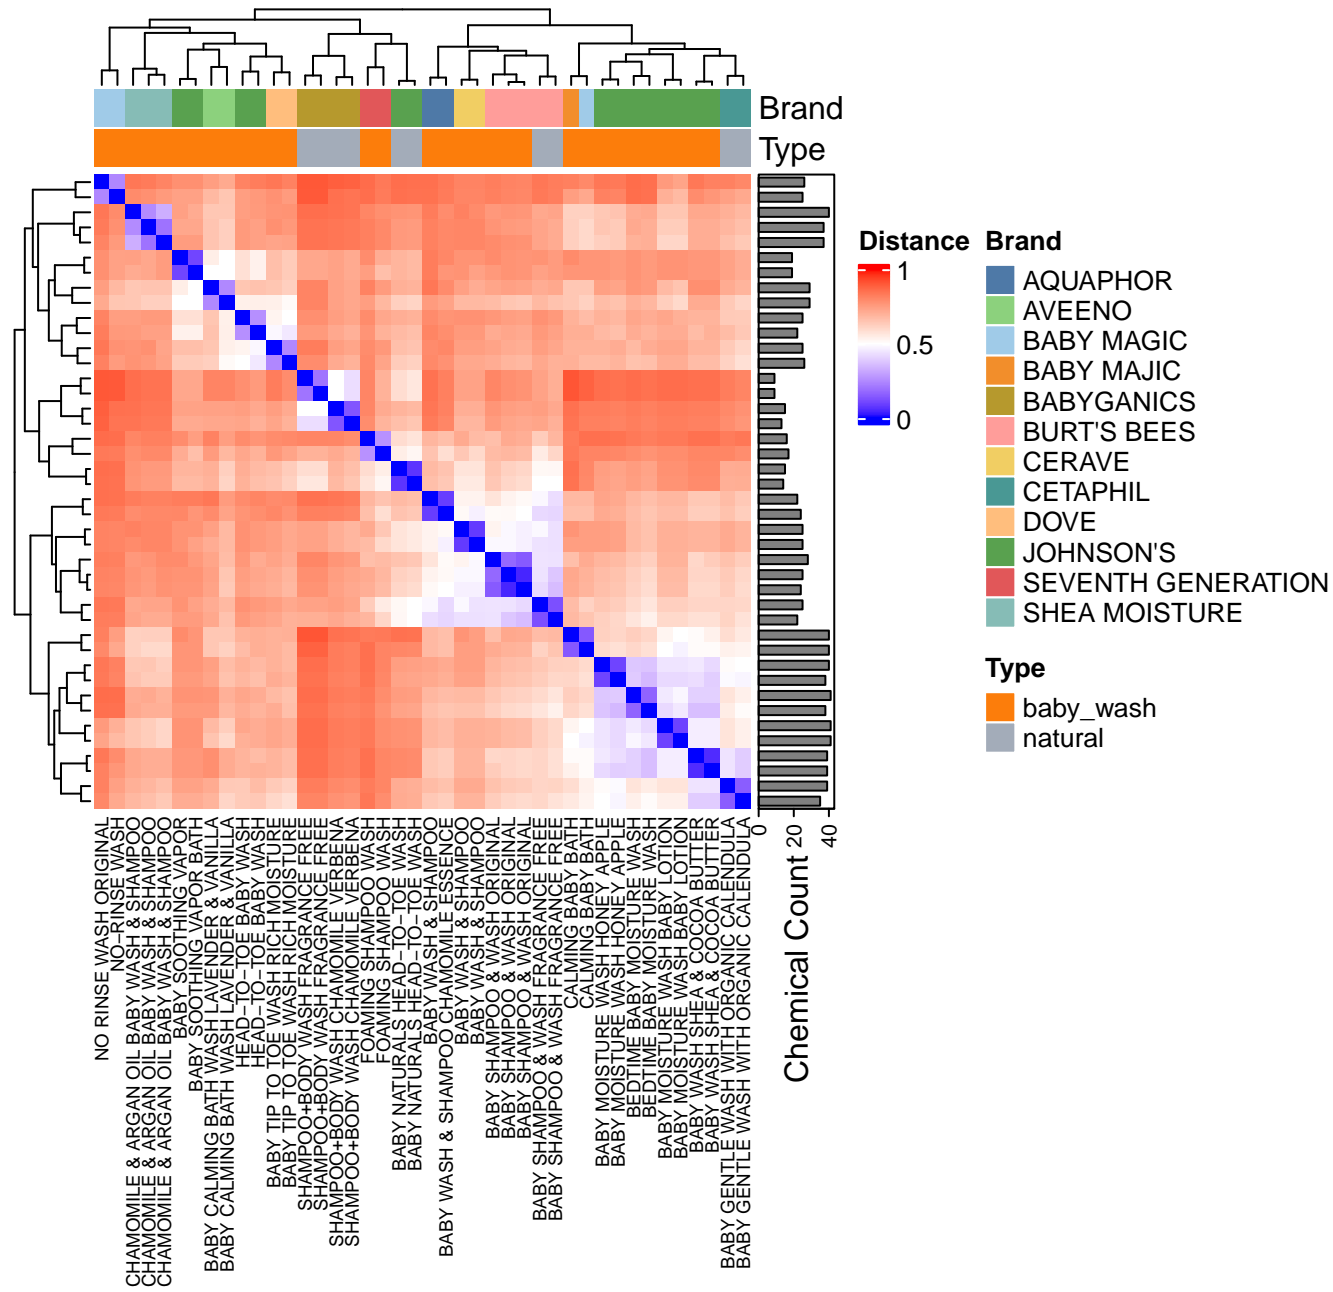 Brand
Type
Distance
1
0.5
0
Brand
AQUAPHOR
AVEENO
BABY MAGIC
BABY MAJIC
BABYGANICS
BURT'S BEES
CERAVE
CETAPHIL
DOVE
JOHNSON'S
SEVENTH GENERATION
SHEA MOISTURE
Type
baby_wash
natural
NO RINSE WASH ORIGINAL
NO−RINSE WASH
CHAMOMILE & ARGAN OIL BABY WASH & SHAMPOO
CHAMOMILE & ARGAN OIL BABY WASH & SHAMPOO
CHAMOMILE & ARGAN OIL BABY WASH & SHAMPOO
BABY SOOTHING VAPOR
BABY SOOTHING VAPOR BATH
BABY CALMING BATH WASH LAVENDER & VANILLA
BABY CALMING BATH WASH LAVENDER & VANILLA
HEAD−TO−TOE BABY WASH
HEAD−TO−TOE BABY WASH
BABY TIP TO TOE WASH RICH MOISTURE
BABY TIP TO TOE WASH RICH MOISTURE
SHAMPOO+BODY WASH FRAGRANCE FREE
SHAMPOO+BODY WASH FRAGRANCE FREE
SHAMPOO+BODY WASH CHAMOMILE VERBENA
SHAMPOO+BODY WASH CHAMOMILE VERBENA
FOAMING SHAMPOO WASH
FOAMING SHAMPOO WASH
BABY NATURALS HEAD−TO−TOE WASH
BABY NATURALS HEAD−TO−TOE WASH
BABY WASH & SHAMPOO
BABY WASH & SHAMPOO CHAMOMILE ESSENCE
BABY WASH & SHAMPOO
BABY WASH & SHAMPOO
BABY SHAMPOO & WASH ORIGINAL
BABY SHAMPOO & WASH ORIGINAL
BABY SHAMPOO & WASH ORIGINAL
BABY SHAMPOO & WASH FRAGRANCE FREE
BABY SHAMPOO & WASH FRAGRANCE FREE
CALMING BABY BATH
CALMING BABY BATH
BABY MOISTURE WASH HONEY APPLE
BABY MOISTURE WASH HONEY APPLE
BEDTIME BABY MOISTURE WASH
BEDTIME BABY MOISTURE WASH
BABY MOISTURE WASH BABY LOTION
BABY MOISTURE WASH BABY LOTION
BABY WASH SHEA & COCOA BUTTER
BABY WASH SHEA & COCOA BUTTER
BABY GENTLE WASH WITH ORGANIC CALENDULA
BABY GENTLE WASH WITH ORGANIC CALENDULA
0
20
40
Chemical Count